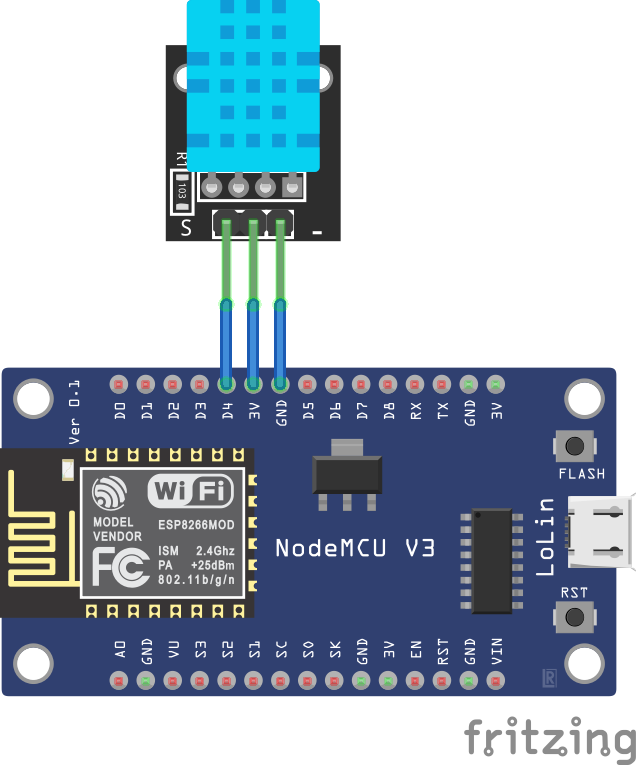 R1
103
S
-
Ver 0.1
D0 D1 D2 D3 D4 3V GND D5 D6 D7 D8 RX TX GND 3V
FLASH
WiFi
MODEL
VENDOR
ESP8266MOD
FC
ISM 2.4Ghz
PA +25dBm
802.11b/g/n
NodeMCU V3
LoLin
RST
A0 GND VU S3 S2 S1 SC S0 SK GND 3V EN RST GND VIN
R
fritzing